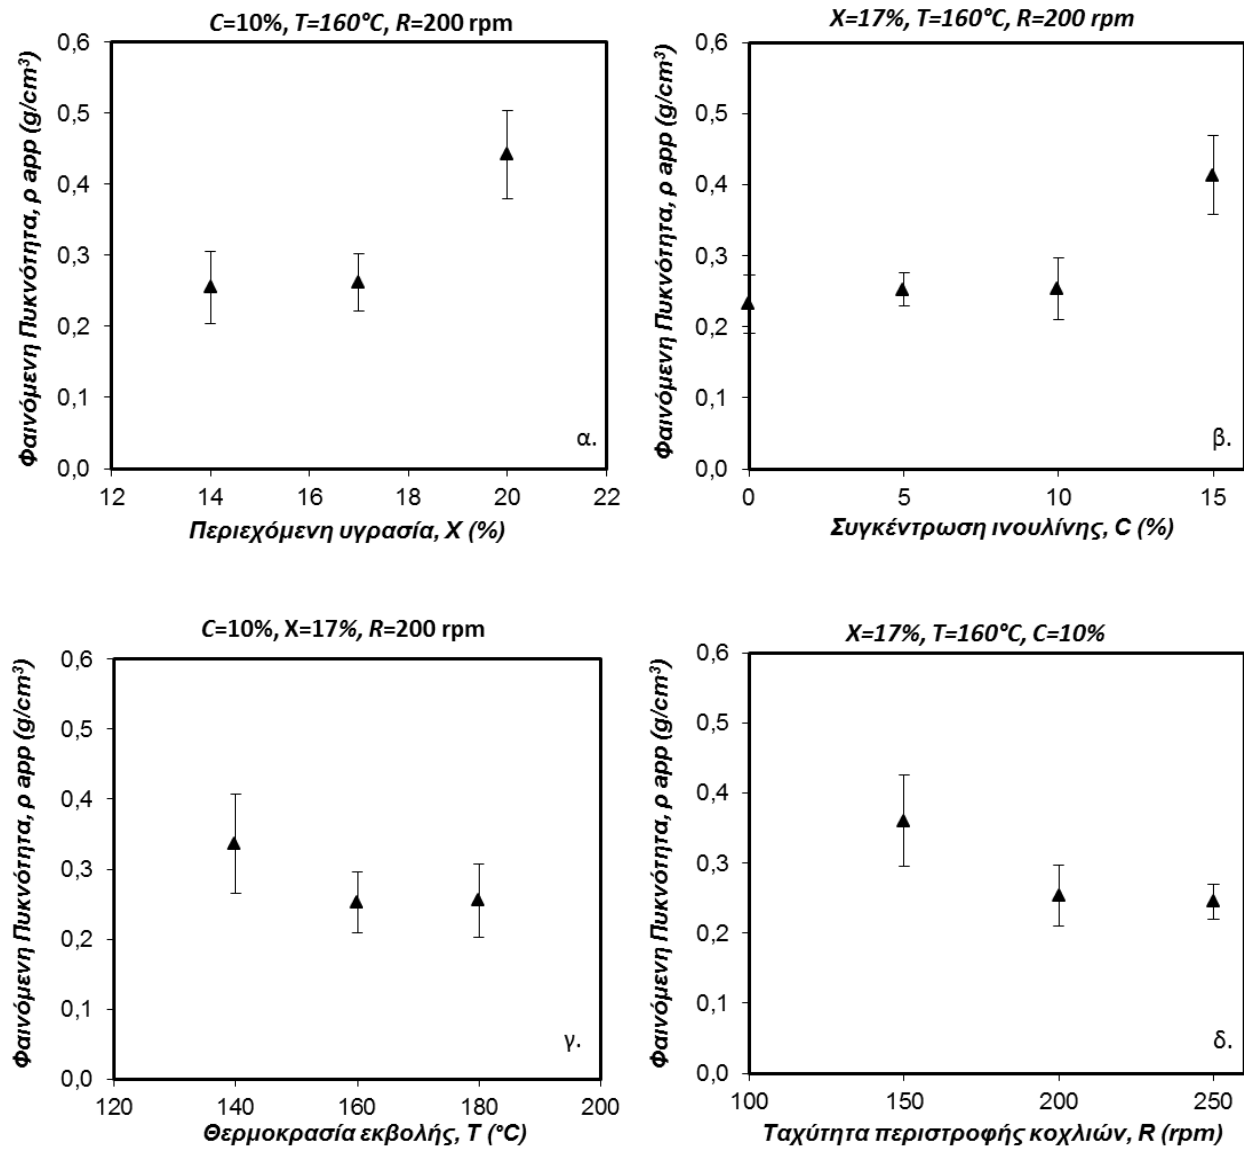 C=10%, T=160°C, R=200 rpm
Φαινόμενη Πυκνότητα, ρ app (g/cm³)
0,6
0,5
0,4
0,3
0,2
0,1
0,0
α.
12 14 16 18 20 22
Περιεχόμενη υγρασία, X (%)
X=17%, T=160°C, R=200 rpm
Φαινόμενη Πυκνότητα, ρ app (g/cm³)
0,6
0,5
0,4
0,3
0,2
0,1
0,0
β.
0 5 10 15
Συγκέντρωση ινουλίνης, C (%)
C=10%, X=17%, R=200 rpm
Φαινόμενη Πυκνότητα, ρ app (g/cm³)
0,6
0,5
0,4
0,3
0,2
0,1
0,0
γ.
120 140 160 180 200
Θερμοκρασία εκβολής, T (°C)
X=17%, T=160°C, C=10%
Φαινόμενη Πυκνότητα, ρ app (g/cm³)
0,6
0,5
0,4
0,3
0,2
0,1
0,0
δ.
100 150 200 250
Ταχύτητα περιστροφής κοχλιών, R (rpm)